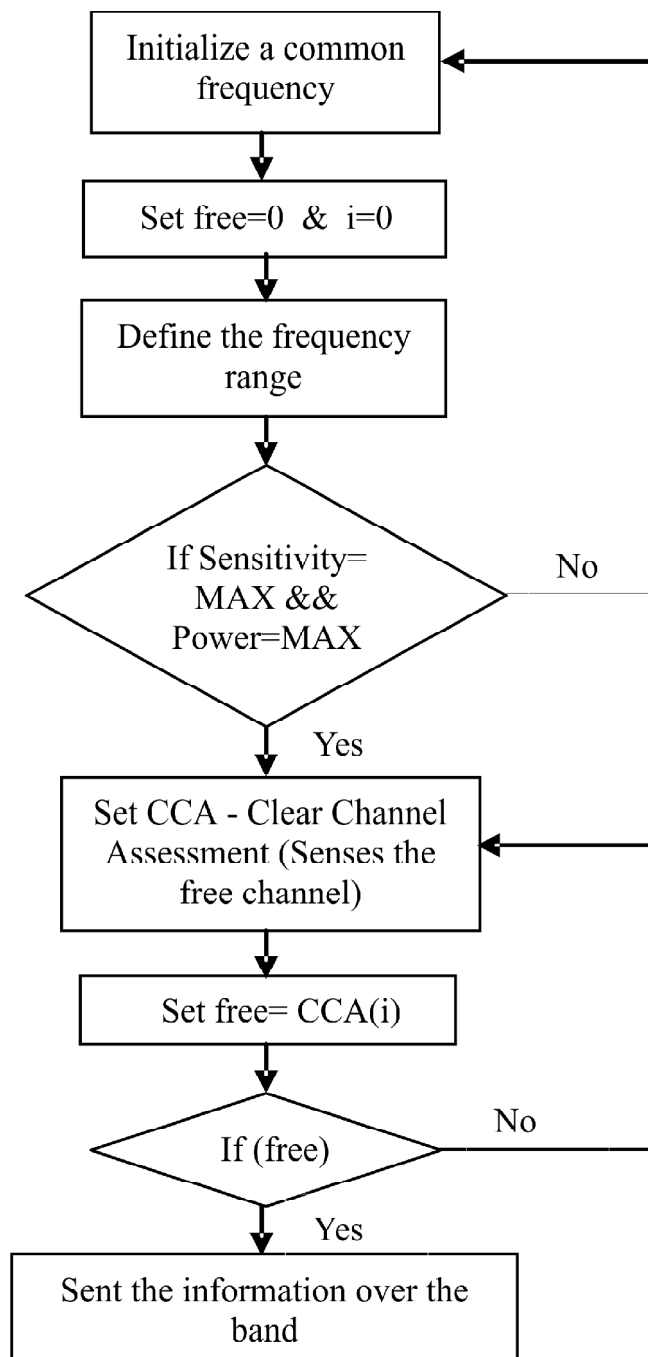 Initialize a common
frequency
Set free=0 & i=0
Define the frequency
range
If Sensitivity=
MAX &&
Power=MAX
No
Yes
Set CCA - Clear Channel
Assessment (Senses the
free channel)
Set free= CCA(i)
If (free)
No
Yes
Sent the information over the
band